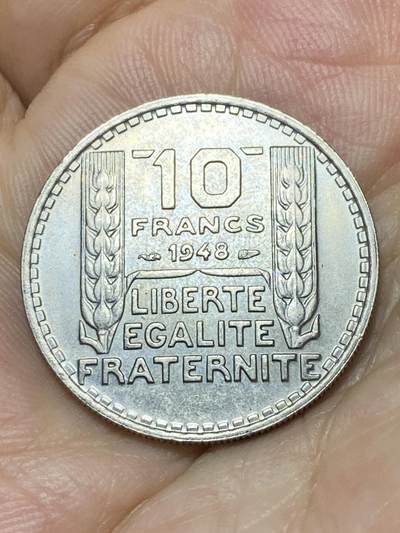 10
FRANCS
1948
LIBERTE
EGALITE
FRATERNITE